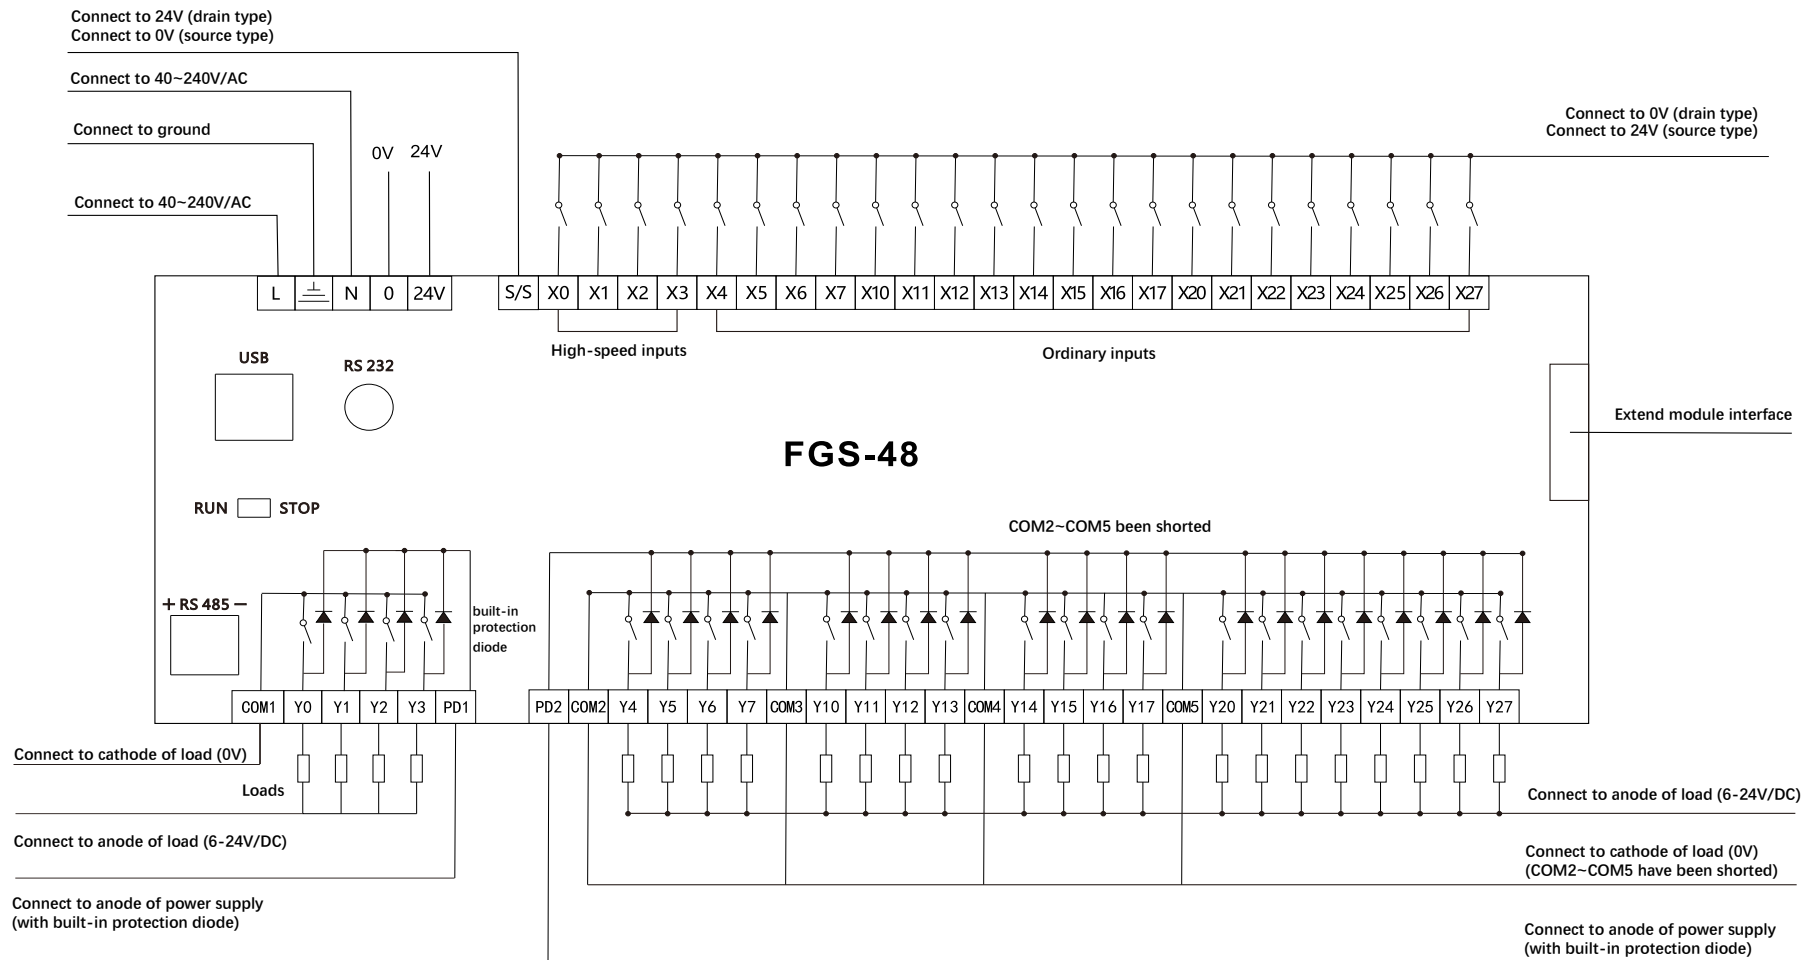 Connect to 24V (drain type)
Connect to 0V (source type)
Connect to 40~240V/AC
Connect to ground
Connect to 40~240V/AC
0V 24V
Connect to 0V (drain type)
Connect to 24V (source type)
L N 0 24V S/S X0 X1 X2 X3 X4 X5 X6 X7 X10 X11 X12 X13 X14 X15 X16 X17 X20 X21 X22 X23 X24 X25 X26 X27
High-speed inputs
Ordinary inputs
USB
RS 232
Extend module interface
FGS-48
RUN STOP
COM2~COM5 been shorted
+ RS 485 −
built-in
protection
diode
COM1 Y0 Y1 Y2 Y3 PD1 PD2 COM2 Y4 Y5 Y6 Y7 COM3 Y10 Y11 Y12 Y13 COM4 Y14 Y15 Y16 Y17 COM5 Y20 Y21 Y22 Y23 Y24 Y25 Y26 Y27
Connect to cathode of load (0V)
Loads
Connect to anode of load (6-24V/DC)
Connect to anode of power supply
(with built-in protection diode)
Connect to anode of load (6-24V/DC)
Connect to cathode of load (0V)
(COM2~COM5 have been shorted)
Connect to anode of power supply
(with built-in protection diode)